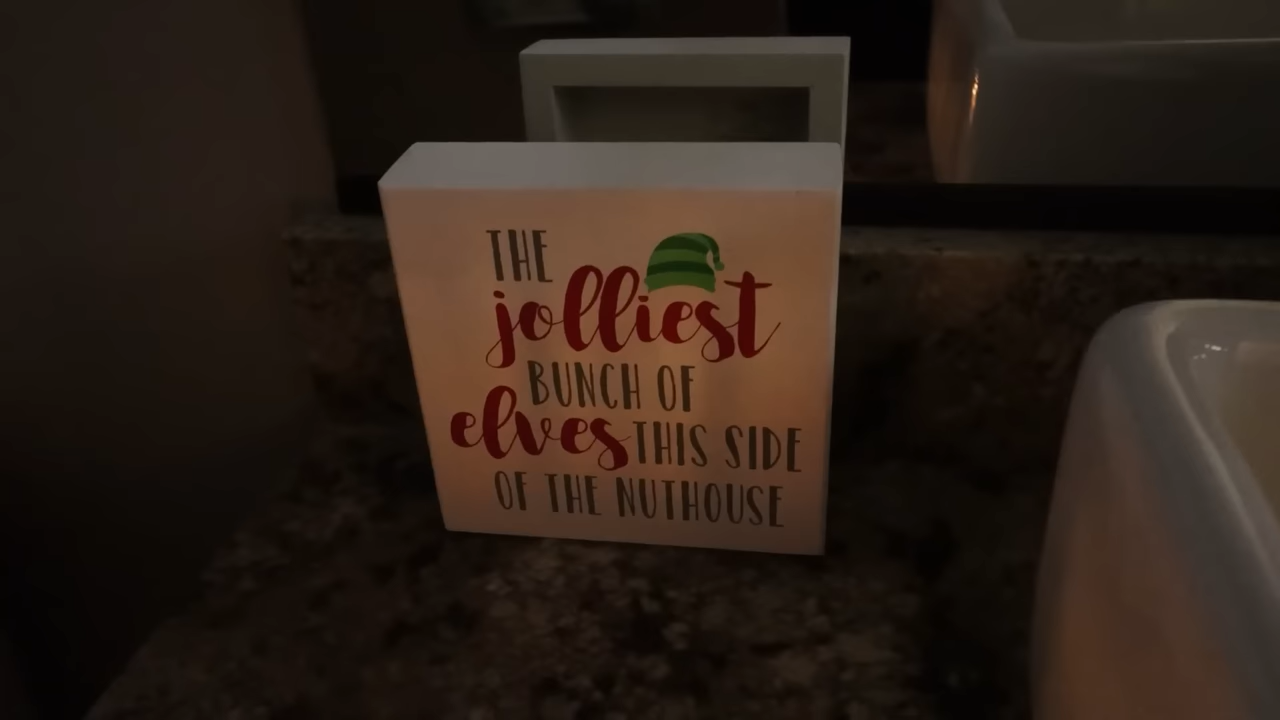 THE
jolliest
BUNCH OF
elves THIS SIDE
OF THE NUTHOUSE